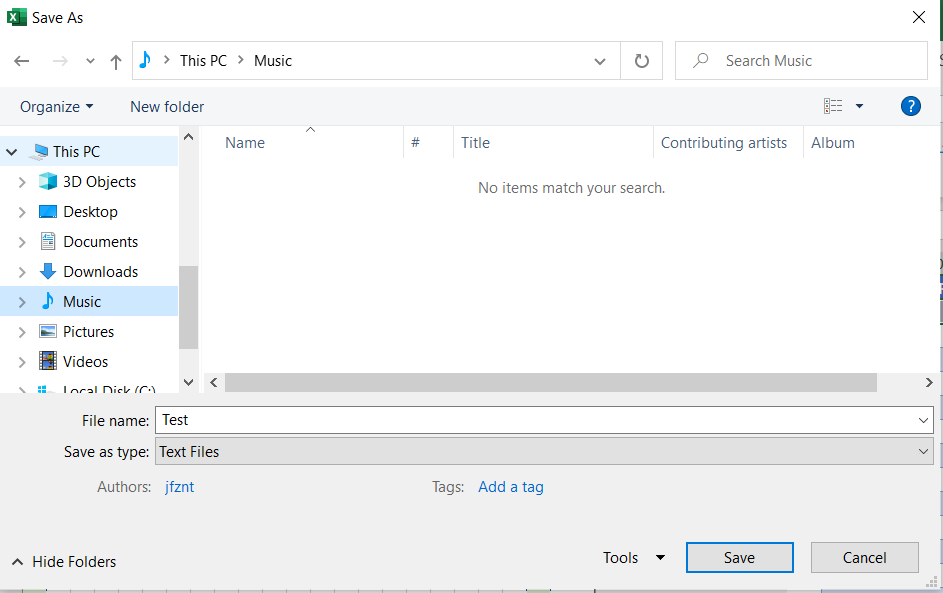 Save As
This PC Music
Search Music
Organize New folder
?
Name # Title Contributing artists Album
No items match your search.
This PC
3D Objects
Desktop
Documents
Downloads
Music
Pictures
Videos
Local Disk (C:)
File name: Test
Save as type: Text Files
Authors: jfznt Tags: Add a tag
Hide Folders Tools Save Cancel